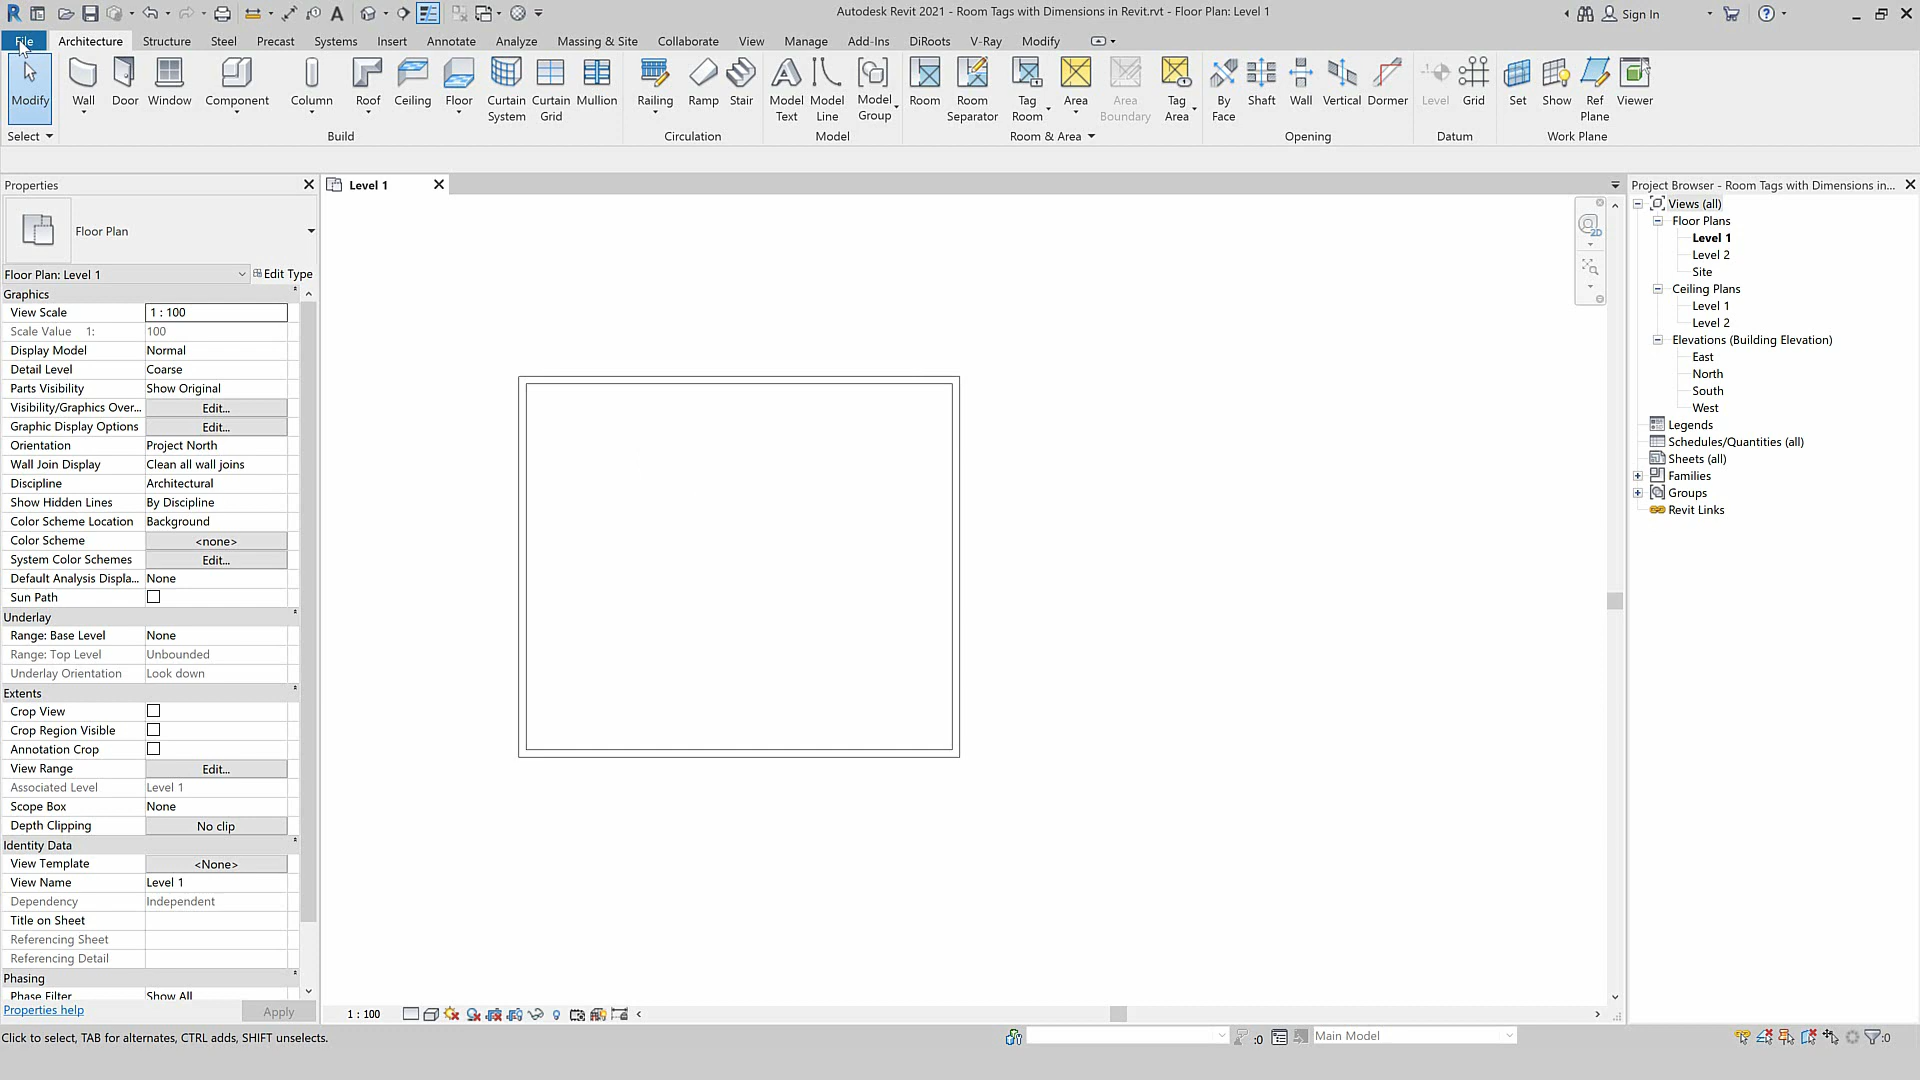 Autodesk Revit 2021 - Room Tags with Dimensions in Revit.rvt - Floor Plan: Level 1
Sign In
File Architecture Structure Steel Precast Systems Insert Annotate Analyze Massing & Site Collaborate View Manage Add-Ins DiRoots V-Ray Modify
Modify Wall Door Window Component Column Roof Ceiling Floor Curtain System Curtain Grid Mullion Railing Ramp Stair Model Text Model Line Model Group Room Room Separator Tag Room Area Area Boundary Tag Area By Face Shaft Wall Vertical Dormer Level Grid Set Show Ref Plane Viewer
Select Build Circulation Model Room & Area Opening Datum Work Plane
Properties
Floor Plan
Floor Plan: Level 1 Edit Type
Graphics
View Scale 1 : 100
Scale Value 1: 100
Display Model Normal
Detail Level Coarse
Parts Visibility Show Original
Visibility/Graphics Over... Edit...
Graphic Display Options Edit...
Orientation Project North
Wall Join Display Clean all wall joins
Discipline Architectural
Show Hidden Lines By Discipline
Color Scheme Location Background
Color Scheme <none>
System Color Schemes Edit...
Default Analysis Displa... None
Sun Path
Underlay
Range: Base Level None
Range: Top Level Unbounded
Underlay Orientation Look down
Extents
Crop View
Crop Region Visible
Annotation Crop
View Range Edit...
Associated Level Level 1
Scope Box None
Depth Clipping No clip
Identity Data
View Template <None>
View Name Level 1
Dependency Independent
Title on Sheet
Referencing Sheet
Referencing Detail
Phasing
Phase Filter Show All
Properties help Apply
Level 1
2D
1 : 100
Project Browser - Room Tags with Dimensions in...
Views (all)
Floor Plans
Level 1
Level 2
Site
Ceiling Plans
Level 1
Level 2
Elevations (Building Elevation)
East
North
South
West
Legends
Schedules/Quantities (all)
Sheets (all)
Families
Groups
Revit Links
Click to select, TAB for alternates, CTRL adds, SHIFT unselects.
:0
Main Model
:0